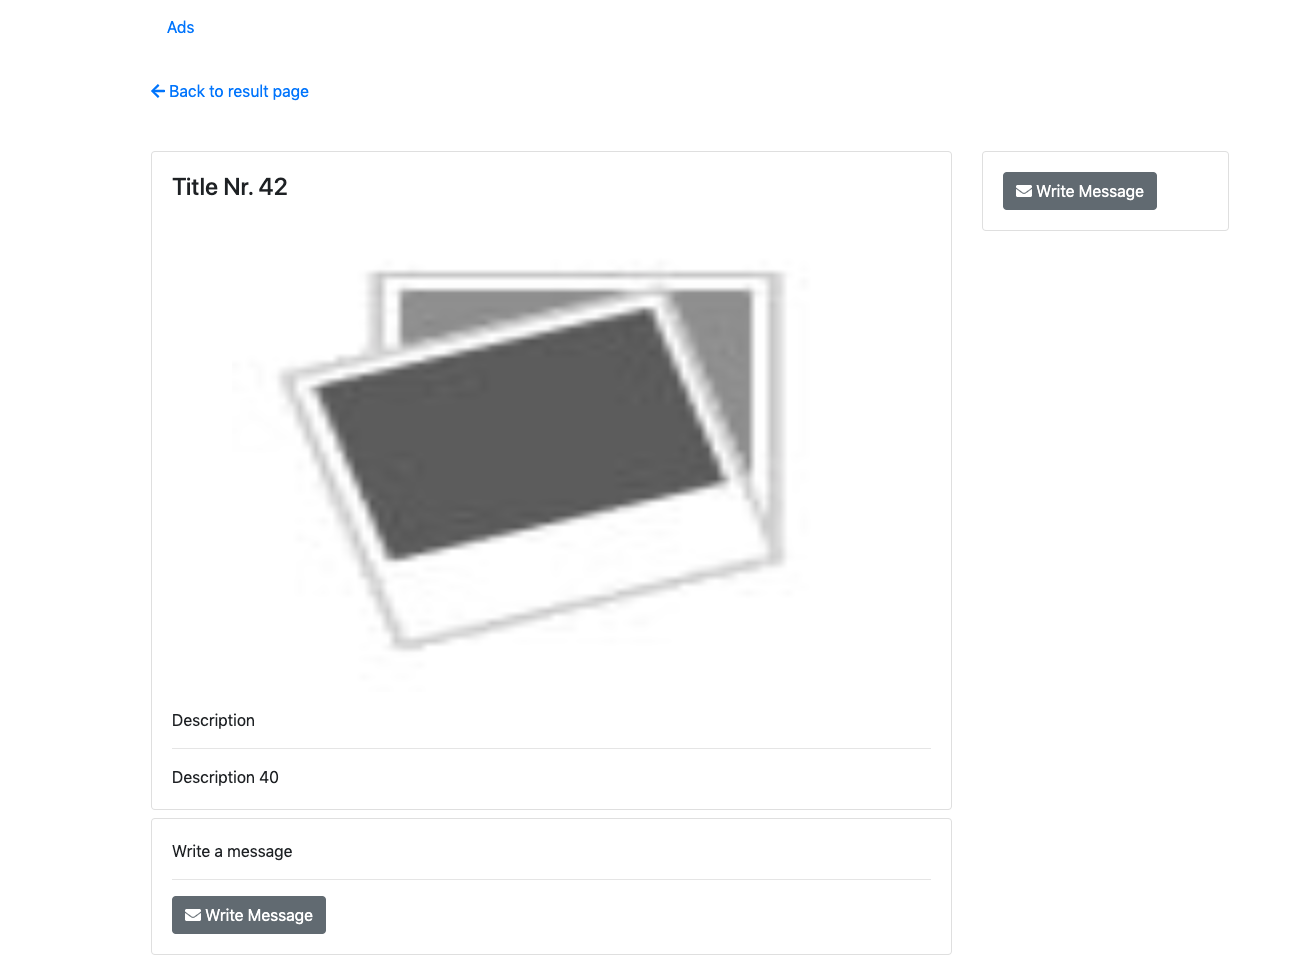 Ads
Back to result page
Title Nr. 42
Write Message
Description
Description 40
Write a message
Write Message